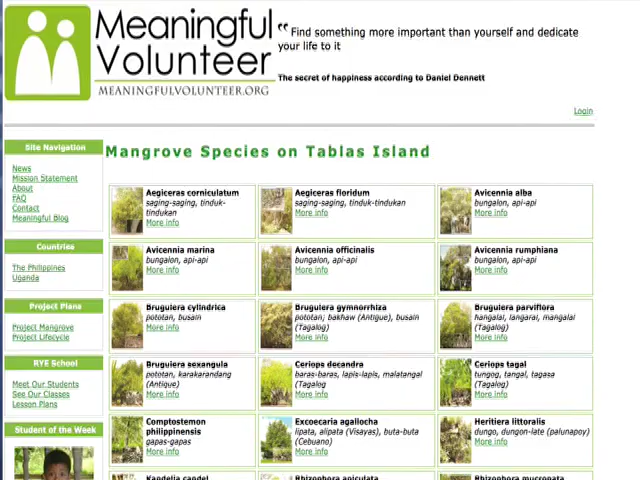 Meaningful
Volunteer
MEANINGFULVOLUNTEER.ORG
“ Find something more important than yourself and dedicate
your life to it
The secret of happiness according to Daniel Dennett
Login
Site Navigation
News
Mission Statement
About
FAQ
Contact
Meaningful Blog
Countries
The Philippines
Uganda
Project Plans
Project Mangrove
Project Lifecycle
RYE School
Meet Our Students
See Our Classes
Lesson Plans
Student of the Week
Mangrove Species on Tablas Island
Aegiceras corniculatum
saging-saging, tinduk-
tindukan
More info
Aegiceras floridum
saging-saging, tinduk-tindukan
More info
Avicennia alba
bungalon, api-api
More info
Avicennia marina
bungalon, api-api
More info
Avicennia officinalis
bungalon, api-api
More info
Avicennia rumphiana
bungalon, api-api
More info
Bruguiera cylindrica
pototan, busain
More info
Bruguiera gymnorrhiza
pototan; bakhaw (Antique), busain
(Tagalog)
More info
Bruguiera parviflora
hangalai, langarai, mangalai
(Tagalog)
More info
Bruguiera sexangula
pototan, karakarandang
(Antique)
More info
Ceriops decandra
baras-baras, lapis-lapis, malatangal
(Tagalog
More info
Ceriops tagal
tungog, tangal, tagasa
(Tagalog)
More info
Comptostemon
philippinensis
gapas-gapas
More info
Excoecaria agallocha
lipata, alipata (Visayas), buta-buta
(Cebuano)
More info
Heritiera littoralis
dungo, dungon-late (palunapoy)
More info
Kandelia candel
Rhizophora apiculata
Rhizophora mucronata